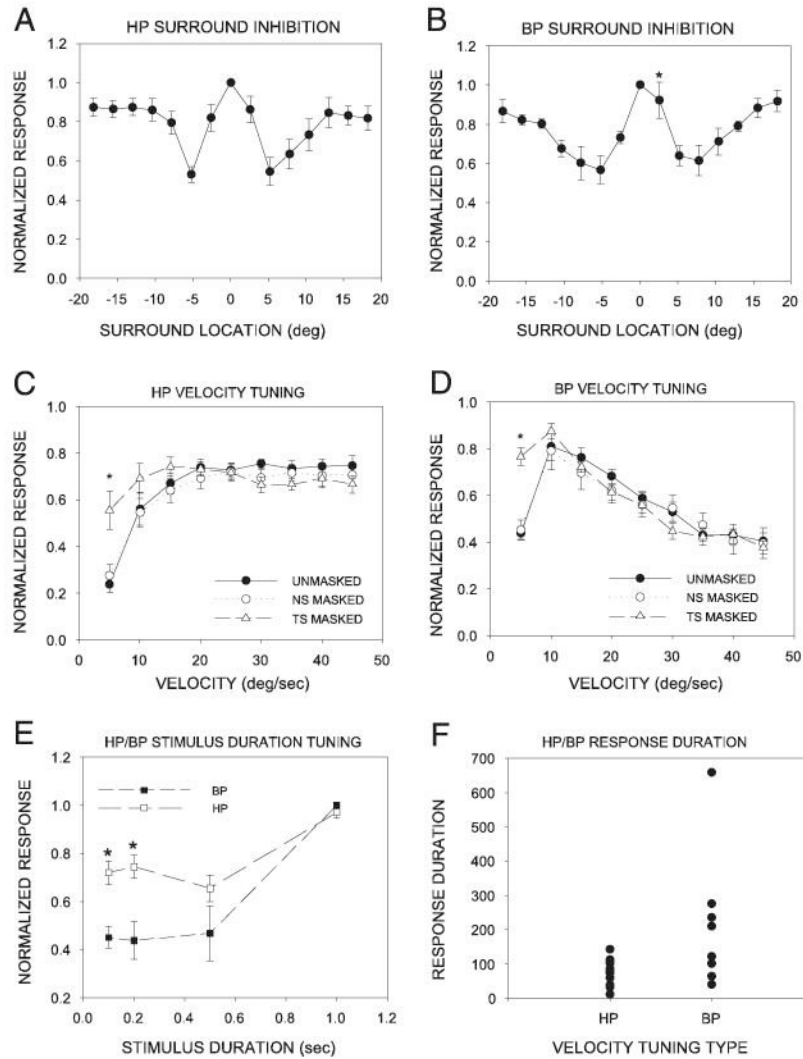 A
HP SURROUND INHIBITION
NORMALIZED RESPONSE
1.2
1.0
0.8
0.6
0.4
0.2
0.0
-20 -15 -10 -5 0 5 10 15 20
SURROUND LOCATION (deg)
B
BP SURROUND INHIBITION
NORMALIZED RESPONSE
1.2
1.0
0.8
0.6
0.4
0.2
0.0
-20 -15 -10 -5 0 5 10 15 20
SURROUND LOCATION (deg)
C
HP VELOCITY TUNING
NORMALIZED RESPONSE
1.0
0.8
0.6
0.4
0.2
0.0
*
UNMASKED
NS MASKED
TS MASKED
0 10 20 30 40 50
VELOCITY (deg/sec)
D
BP VELOCITY TUNING
NORMALIZED RESPONSE
1.0
0.8
0.6
0.4
0.2
0.0
*
UNMASKED
NS MASKED
TS MASKED
0 10 20 30 40 50
VELOCITY (deg/sec)
E
HP/BP STIMULUS DURATION TUNING
NORMALIZED RESPONSE
1.2
1.0
0.8
0.6
0.4
0.2
BP
HP
0.0 0.2 0.4 0.6 0.8 1.0 1.2
STIMULUS DURATION (sec)
F
HP/BP RESPONSE DURATION
RESPONSE DURATION
700
600
500
400
300
200
100
0
HP BP
VELOCITY TUNING TYPE